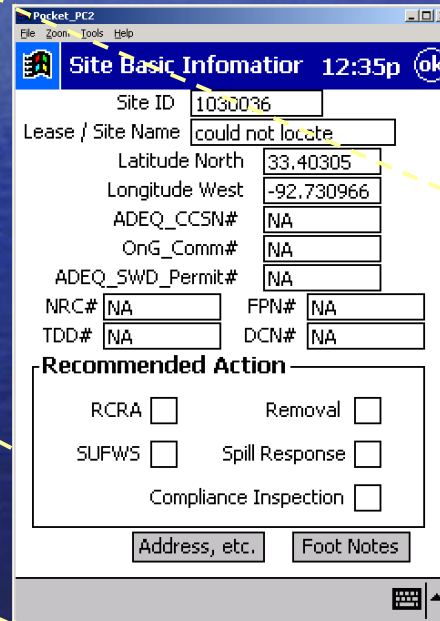 Pocket_PC2
File Zoom Tools Help
Site Basic Infomatior 12:35p ok
Site ID 1030036
Lease / Site Name could not locate
Latitude North 33.40305
Longitude West -92.730966
ADEQ_CCSN# NA
OnG_Comm# NA
ADEQ_SWD_Permit# NA
NRC# NA FPN# NA
TDD# NA DCN# NA
Recommended Action
RCRA Removal
SUFWS Spill Response
Compliance Inspection
Address, etc. Foot Notes